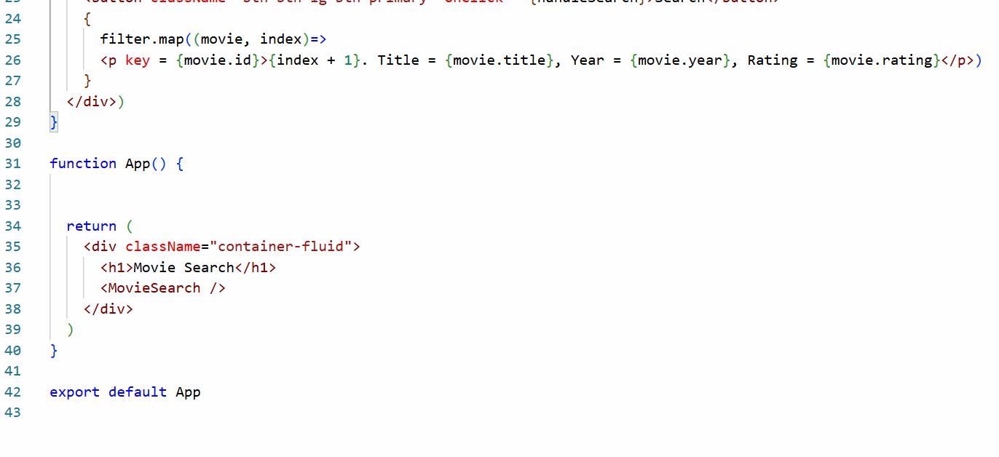 24 {
25 filter.map((movie, index)=>
26 <p key = {movie.id}>{index + 1}. Title = {movie.title}, Year = {movie.year}, Rating = {movie.rating}</p>)
27 }
28 </div>)
29 }
30
31 function App() {
32
33
34 return (
35 <div className="container-fluid">
36 <h1>Movie Search</h1>
37 <MovieSearch />
38 </div>
39 )
40 }
41
42 export default App
43